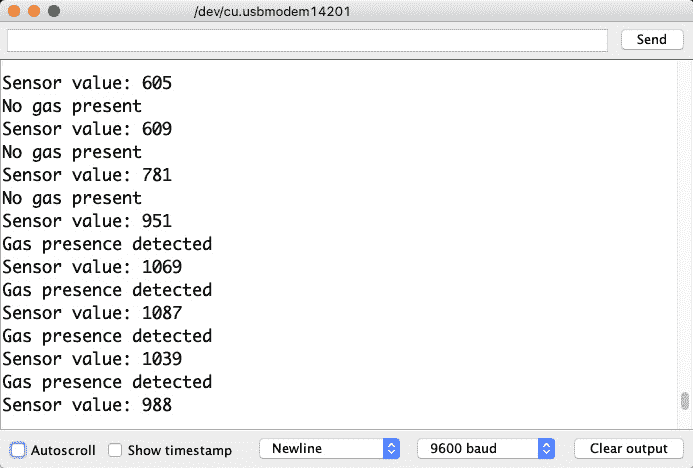 /dev/cu.usbmodem14201
Send
Sensor value: 605
No gas present
Sensor value: 609
No gas present
Sensor value: 781
No gas present
Sensor value: 951
Gas presence detected
Sensor value: 1069
Gas presence detected
Sensor value: 1087
Gas presence detected
Sensor value: 1039
Gas presence detected
Sensor value: 988
Autoscroll Show timestamp Newline 9600 baud Clear output